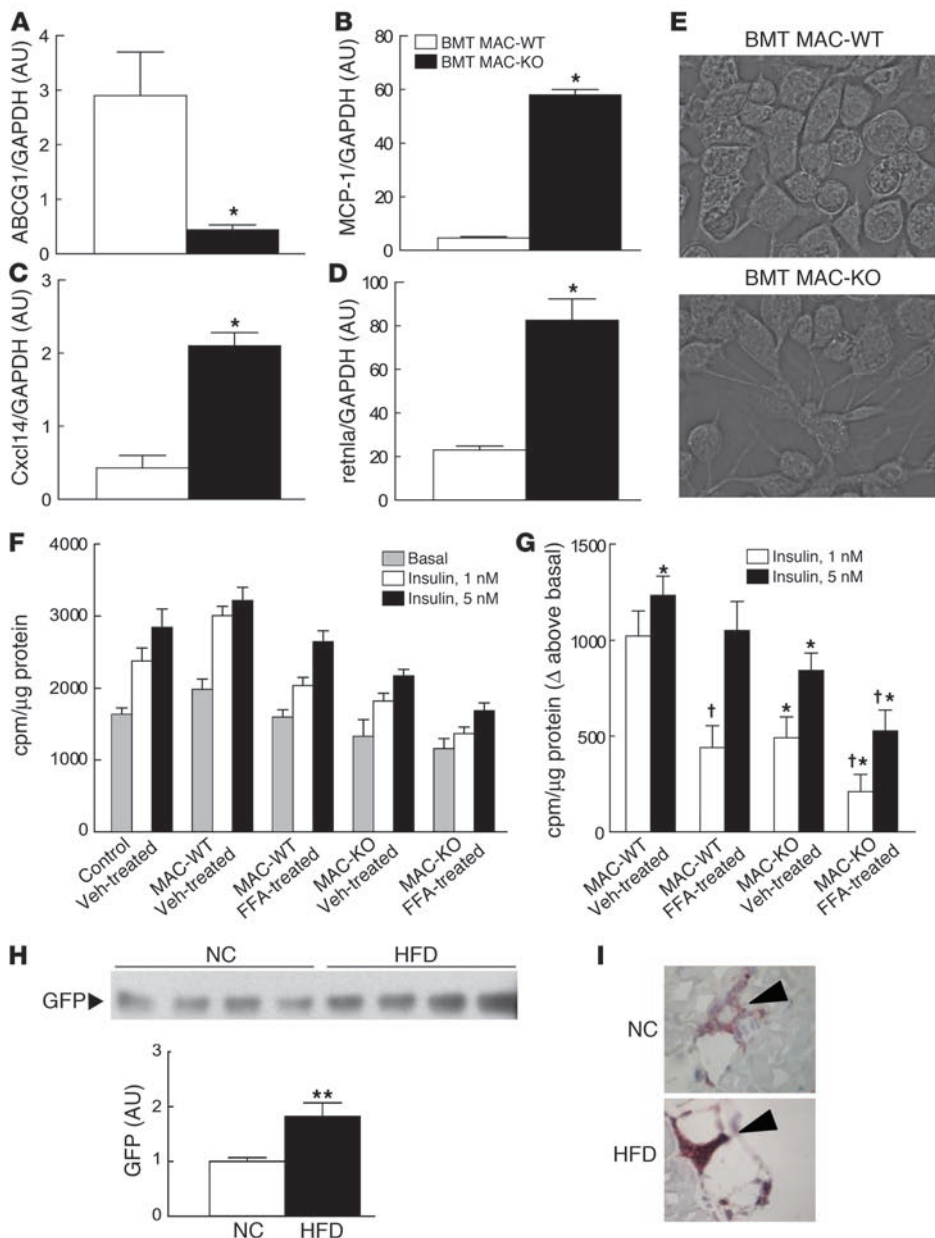 A
ABCG1/GAPDH (AU)
4
3
2
1
0
*
B
MCP-1/GAPDH (AU)
80
60
40
20
0
BMT MAC-WT
BMT MAC-KO
*
C
Cxcl14/GAPDH (AU)
3
2
1
0
*
D
retnla/GAPDH (AU)
100
80
60
40
20
0
*
E
BMT MAC-WT
BMT MAC-KO
F
cpm/µg protein
4000
3000
2000
1000
0
Basal
Insulin, 1 nM
Insulin, 5 nM
Control
Veh-treated
MAC-WT
Veh-treated
MAC-WT
FFA-treated
MAC-KO
Veh-treated
MAC-KO
FFA-treated
G
cpm/µg protein (Δ above basal)
1500
1000
500
0
Insulin, 1 nM
Insulin, 5 nM
*
†
*
*
†*
†*
MAC-WT
Veh-treated
MAC-WT
FFA-treated
MAC-KO
Veh-treated
MAC-KO
FFA-treated
H
NC
HFD
GFP
GFP (AU)
3
2
1
0
**
NC
HFD
I
NC
HFD